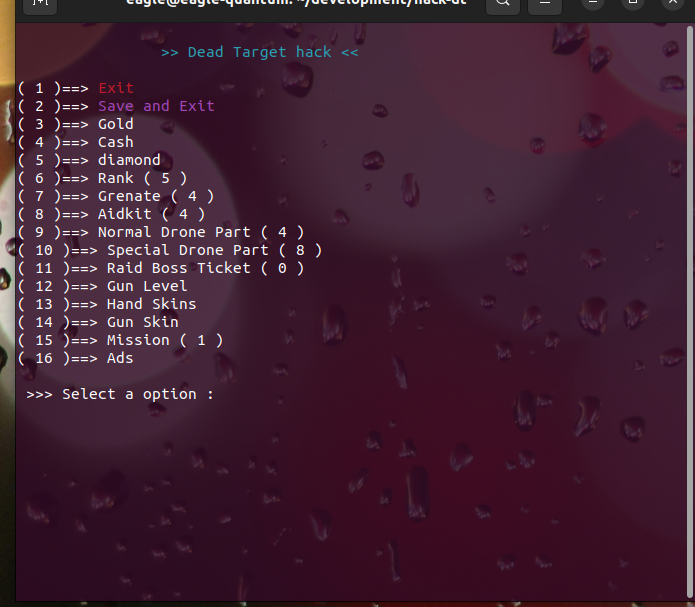 eagle@eagle-quantum: ~/development/hack-dt
>> Dead Target hack <<
( 1 )==> Exit
( 2 )==> Save and Exit
( 3 )==> Gold
( 4 )==> Cash
( 5 )==> diamond
( 6 )==> Rank ( 5 )
( 7 )==> Grenate ( 4 )
( 8 )==> Aidkit ( 4 )
( 9 )==> Normal Drone Part ( 4 )
( 10 )==> Special Drone Part ( 8 )
( 11 )==> Raid Boss Ticket ( 0 )
( 12 )==> Gun Level
( 13 )==> Hand Skins
( 14 )==> Gun Skin
( 15 )==> Mission ( 1 )
( 16 )==> Ads
>>> Select a option :